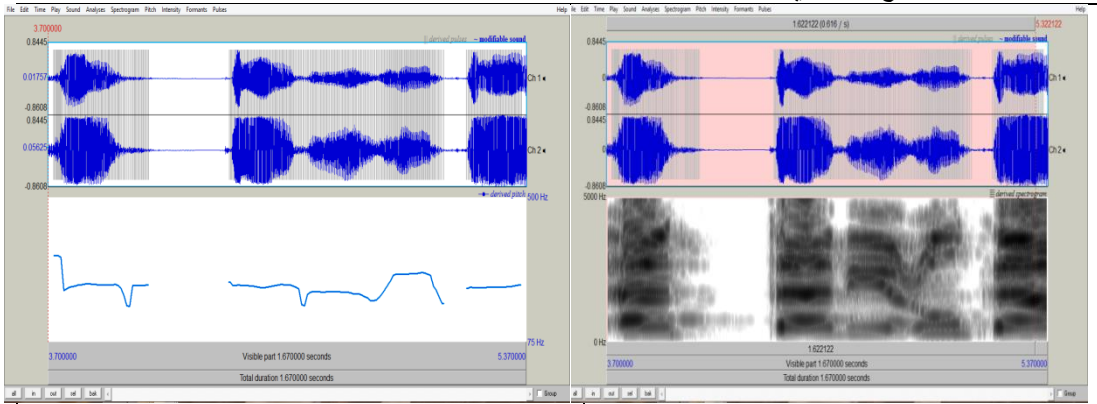 File Edit Time Play Sound Analyses Spectrogram Pitch Intensity Formants Pulses Help
3.700000
0.8445
derived pulses ~ modifiable sound
0.01757
Ch 1
-0.8608
0.8445
0.05625
Ch 2
-0.8608
derived pitch
500 Hz
75 Hz
3.700000 Visible part 1.670000 seconds 5.370000
Total duration 1.670000 seconds
all in out sel bak Group
File Edit Time Play Sound Analyses Spectrogram Pitch Intensity Formants Pulses Help
1.622122 (0.616 / s) 5.322122
0.8445
derived pulses ~ modifiable sound
0
Ch 1
-0.8608
0.8445
0
Ch 2
-0.8608
5000 Hz
derived spectrogram
0 Hz
1.622122
3.700000 Visible part 1.670000 seconds 5.370000
Total duration 1.670000 seconds
all in out sel bak Group